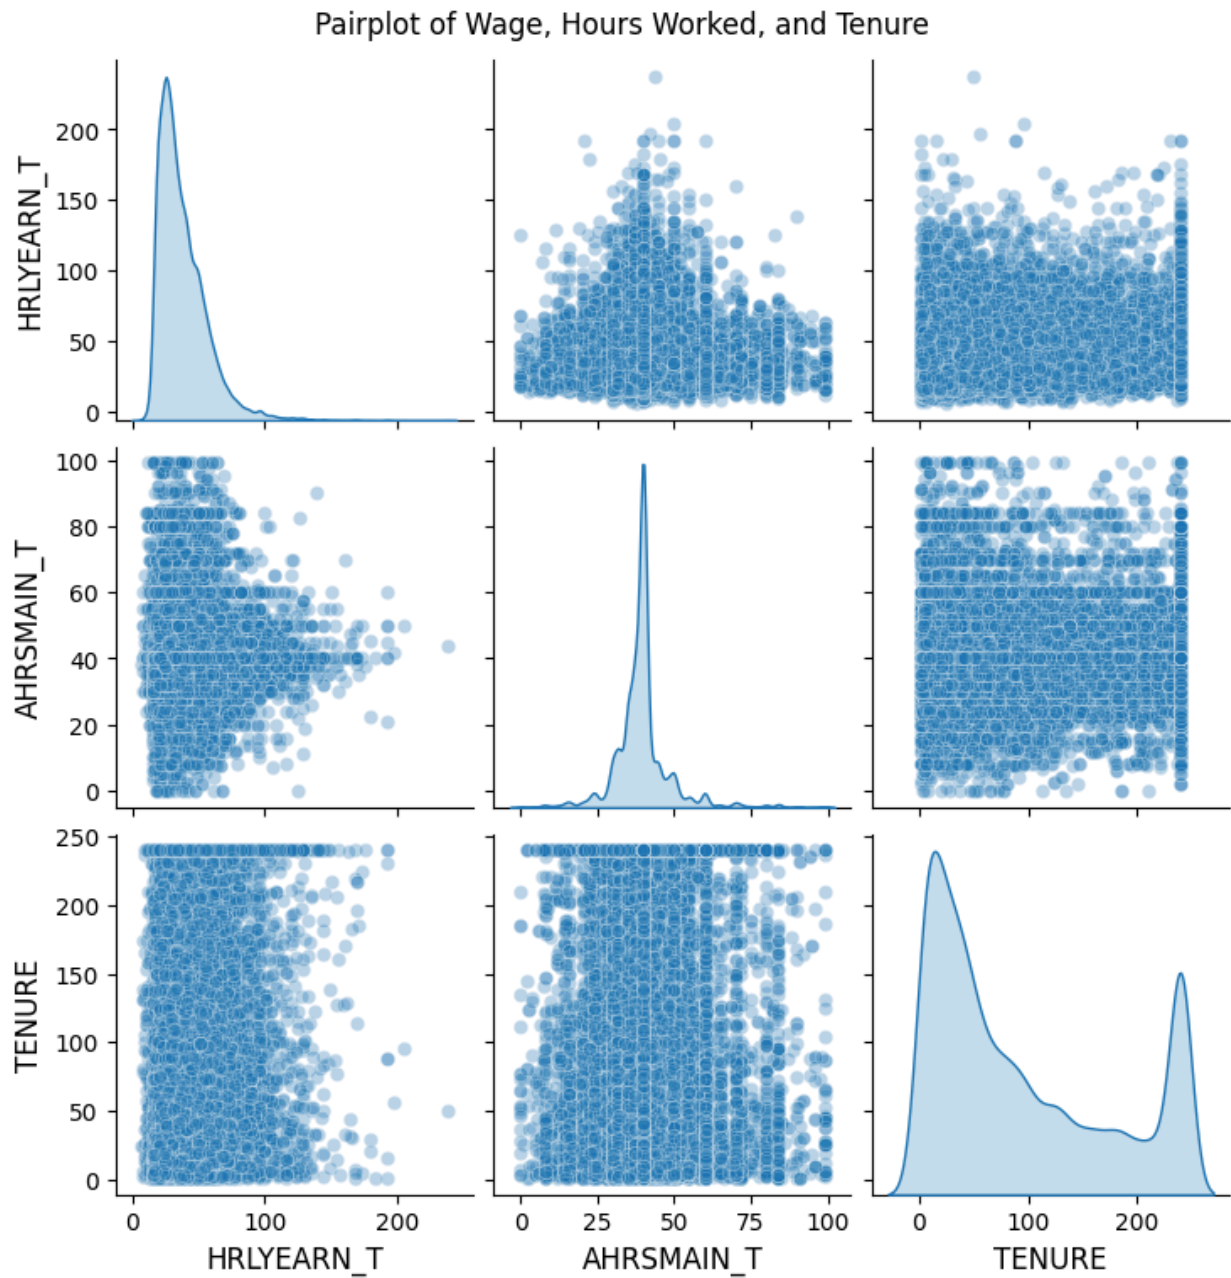 Pairplot of Wage, Hours Worked, and Tenure
HRLYEARN_T
200
150
100
50
0
AHRSMAIN_T
100
80
60
40
20
0
TENURE
250
200
150
100
50
0
0 100 200
0 25 50 75 100
0 100 200
HRLYEARN_T
AHRSMAIN_T
TENURE